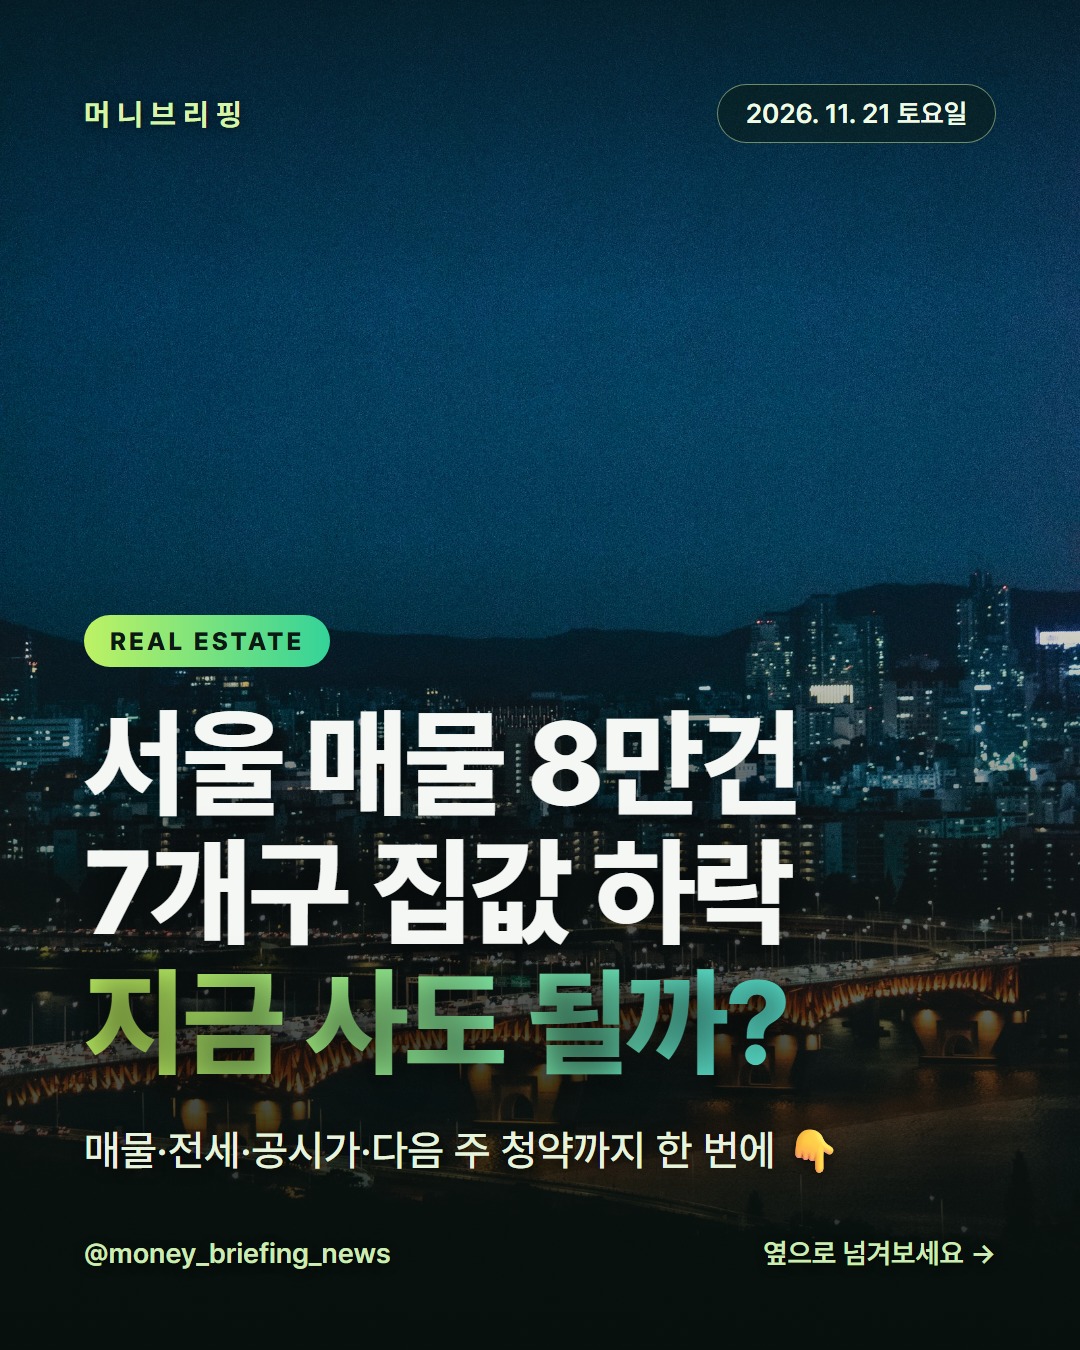 머니브리핑
2026. 11. 21 토요일
REAL ESTATE
서울 매물 8만건
7개구 집값 하락
지금 사도 될까?
매물·전세·공시가·다음 주 청약까지 한 번에 👇
@money_briefing_news
옆으로 넘겨보세요 →